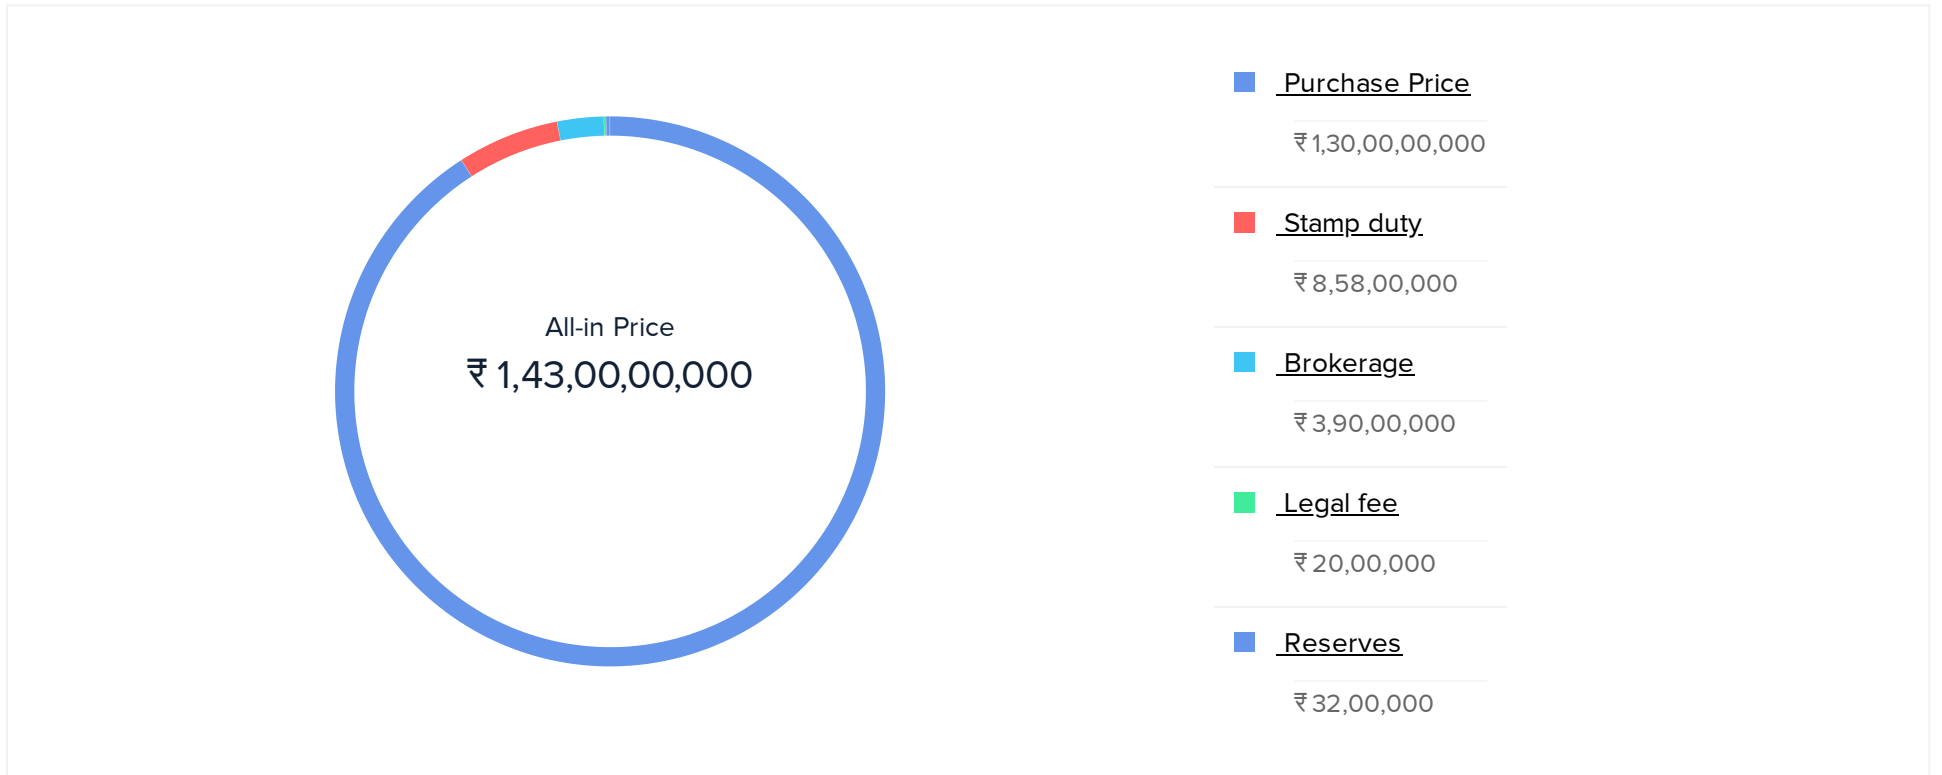 All-in Price
₹ 1,43,00,00,000
Purchase Price
₹ 1,30,00,00,000
Stamp duty
₹ 8,58,00,000
Brokerage
₹ 3,90,00,000
Legal fee
₹ 20,00,000
Reserves
₹ 32,00,000